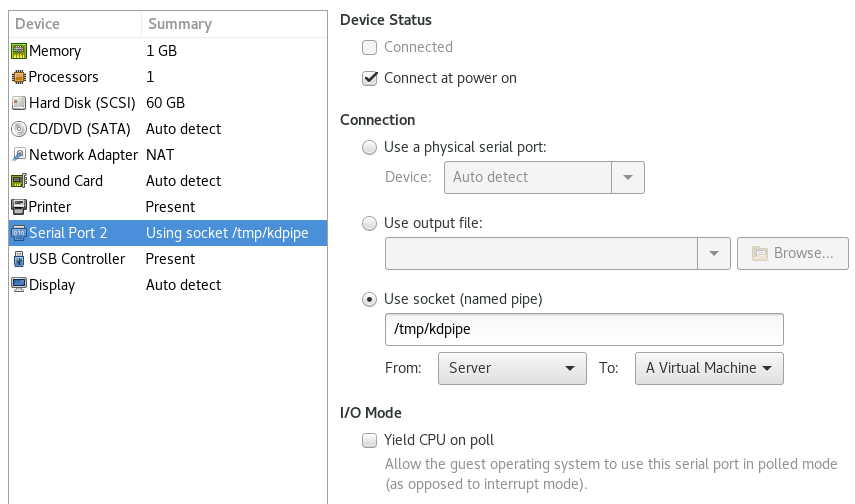 Device Summary
Memory 1 GB
Processors 1
Hard Disk (SCSI) 60 GB
CD/DVD (SATA) Auto detect
Network Adapter NAT
Sound Card Auto detect
Printer Present
Serial Port 2 Using socket /tmp/kdpipe
USB Controller Present
Display Auto detect
Device Status
Connected
Connect at power on
Connection
Use a physical serial port:
Device: Auto detect
Use output file:
Browse...
Use socket (named pipe)
/tmp/kdpipe
From: Server To: A Virtual Machine
I/O Mode
Yield CPU on poll
Allow the guest operating system to use this serial port in polled mode
(as opposed to interrupt mode).